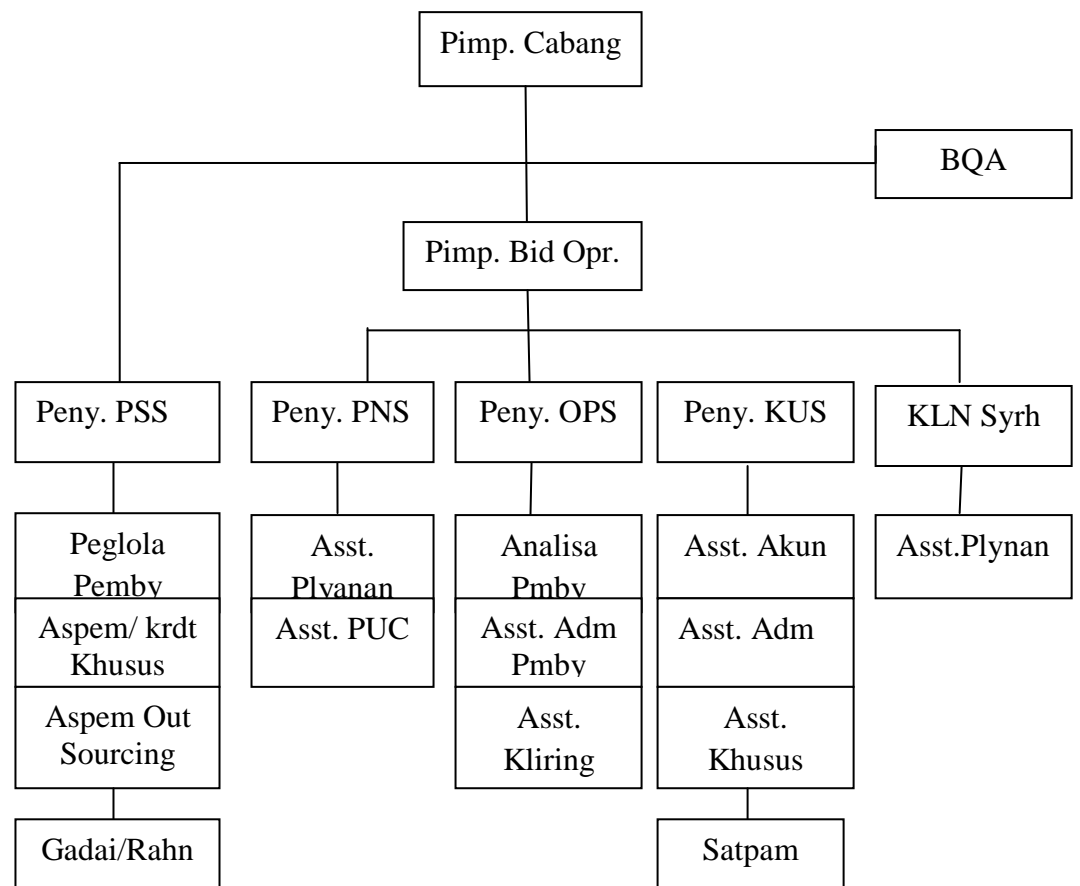 Pimp. Cabang
BQA
Pimp. Bid Opr.
Peny. PSS
Peny. PNS
Peny. OPS
Peny. KUS
KLN Syrh
Peglola
Pemby
Asst.
Plyanan
Analisa
Pmby
Asst. Akun
Asst.Plynan
Aspem/ krdt
Khusus
Asst. PUC
Asst. Adm
Pmby
Asst. Adm
Aspem Out
Sourcing
Asst.
Kliring
Asst.
Khusus
Gadai/Rahn
Satpam